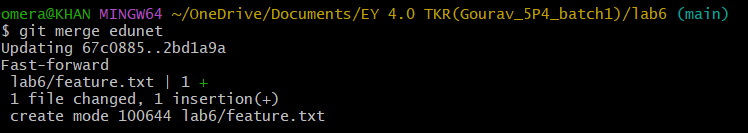 omera@KHAN MINGW64 ~/OneDrive/Documents/EY 4.0 TKR(Gourav_5P4_batch1)/lab6 (main)
$ git merge edunet
Updating 67c0885..2bd1a9a
Fast-forward
 lab6/feature.txt | 1 +
 1 file changed, 1 insertion(+)
 create mode 100644 lab6/feature.txt